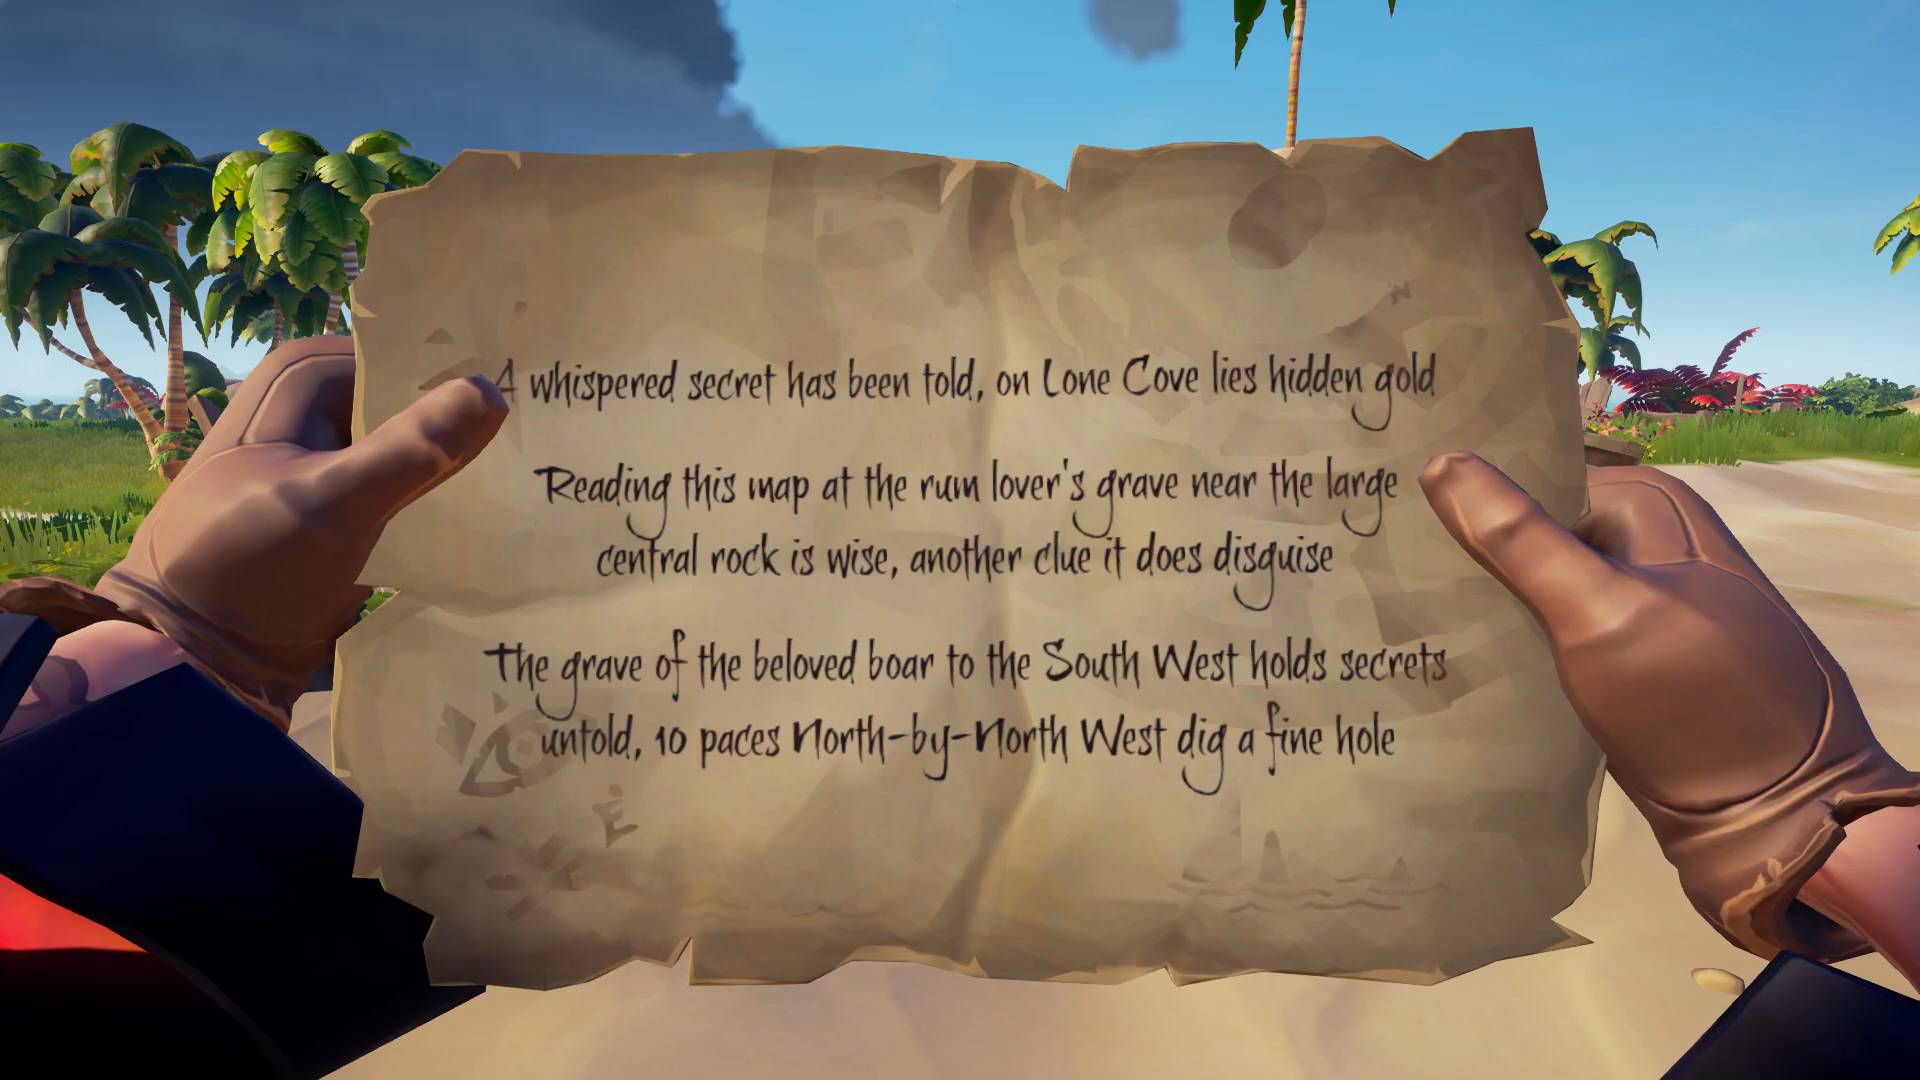 A whispered secret has been told, on Lone Cove lies hidden gold
Reading this map at the rum lover's grave near the large
central rock is wise, another clue it does disguise
The grave of the beloved boar to the South West holds secrets
untold, 10 paces North-by-North West dig a fine hole
N
E